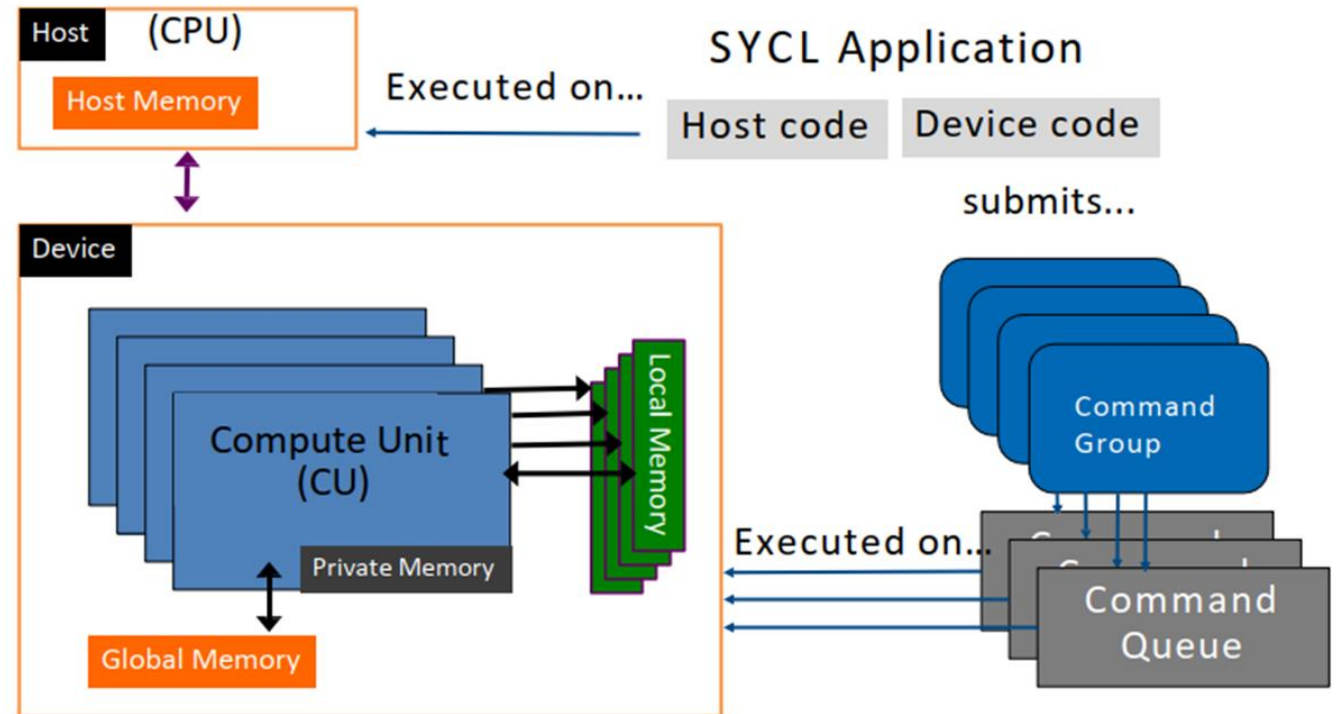 Host
(CPU)
Host Memory
Executed on...
SYCL Application
Host code
Device code
submits...
Device
Compute Unit
(CU)
Private Memory
Local Memory
Global Memory
Command
Group
Executed on...
Command
Queue